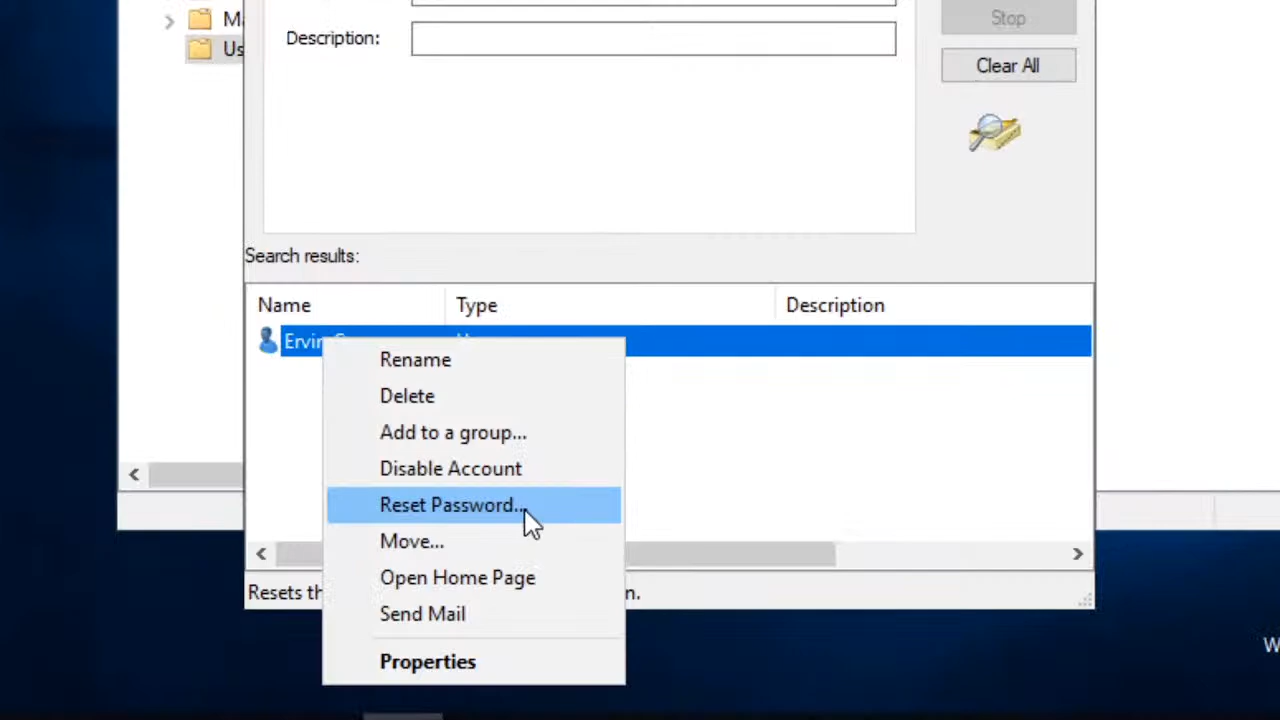 Description:
Stop
Clear All
Search results:
Name Type Description
Rename
Delete
Add to a group...
Disable Account
Reset Password...
Move...
Open Home Page
Send Mail
Properties